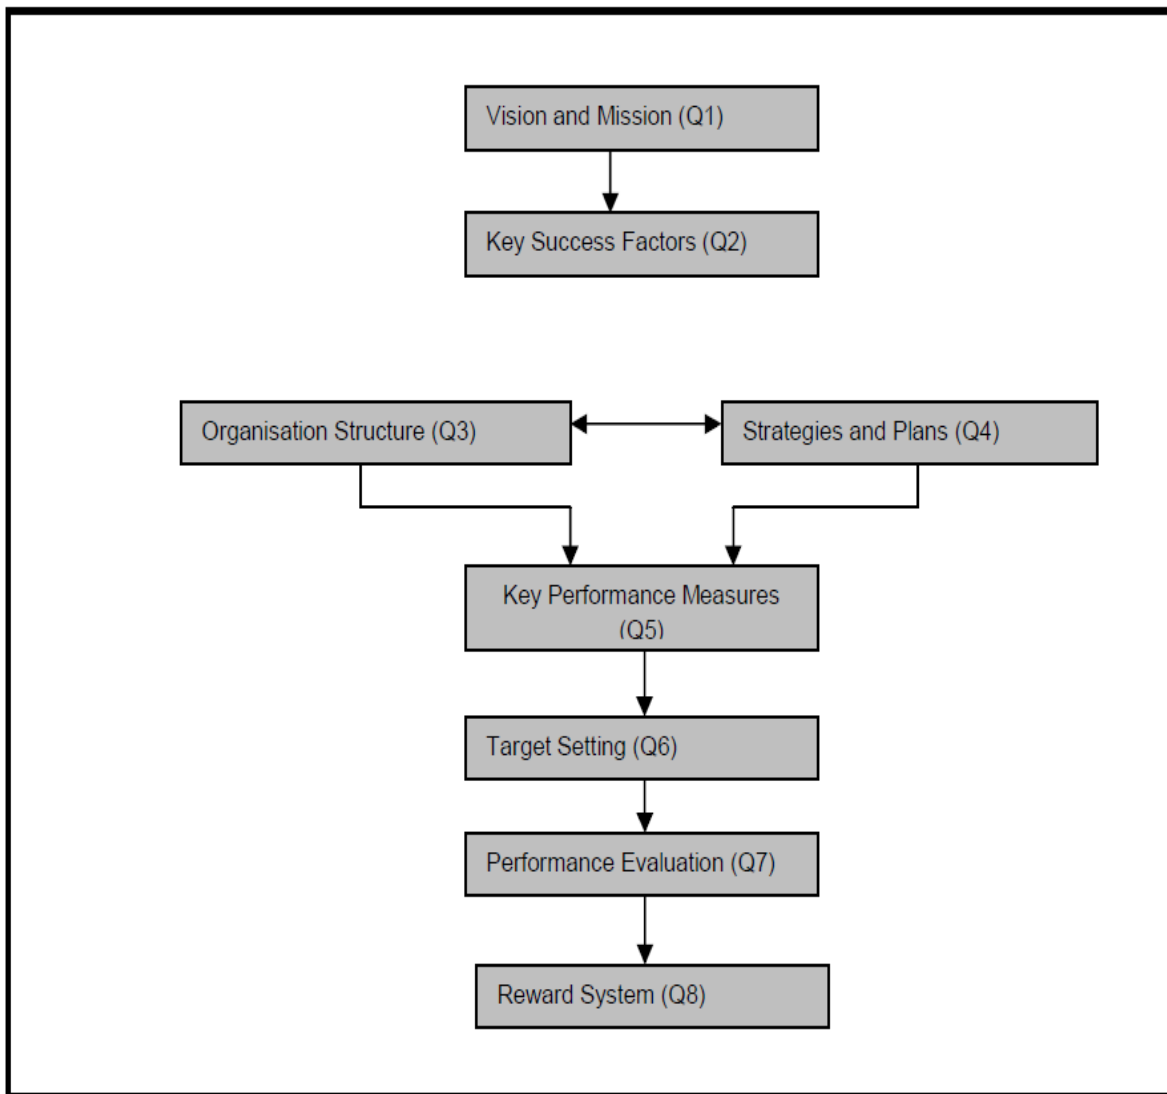 Vision and Mission (Q1)
Key Success Factors (Q2)
Organisation Structure (Q3)
Strategies and Plans (Q4)
Key Performance Measures
(Q5)
Target Setting (Q6)
Performance Evaluation (Q7)
Reward System (Q8)